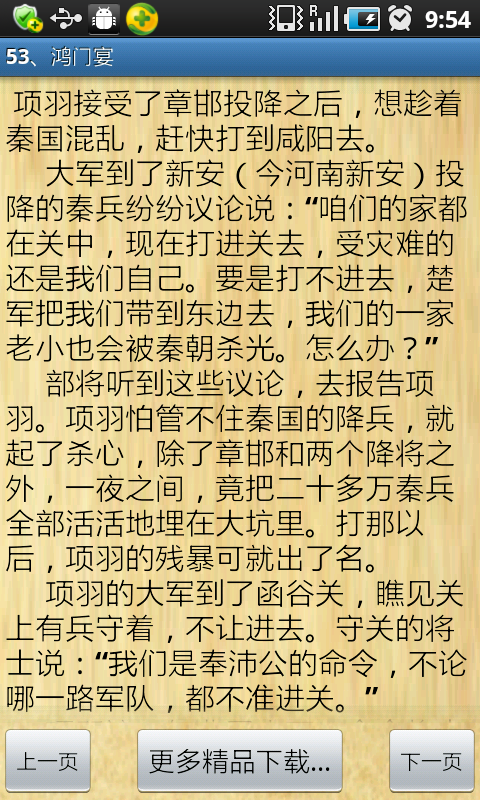 R
9:54
53、鸿门宴
项羽接受了章邯投降之后，想趁着
秦国混乱，赶快打到咸阳去。
大军到了新安（今河南新安）投
降的秦兵纷纷议论说：“咱们的家都
在关中，现在打进关去，受灾难的
还是我们自己。要是打不进去，楚
军把我们带到东边去，我们的一家
老小也会被秦朝杀光。怎么办？”
部将听到这些议论，去报告项
羽。项羽怕管不住秦国的降兵，就
起了杀心，除了章邯和两个降将之
外，一夜之间，竟把二十多万秦兵
全部活活地埋在大坑里。打那以
后，项羽的残暴可就出了名。
项羽的大军到了函谷关，瞧见关
上有兵守着，不让进去。守关的将
士说：“我们是奉沛公的命令，不论
哪一路军队，都不准进关。”
上一页
更多精品下载...
下一页